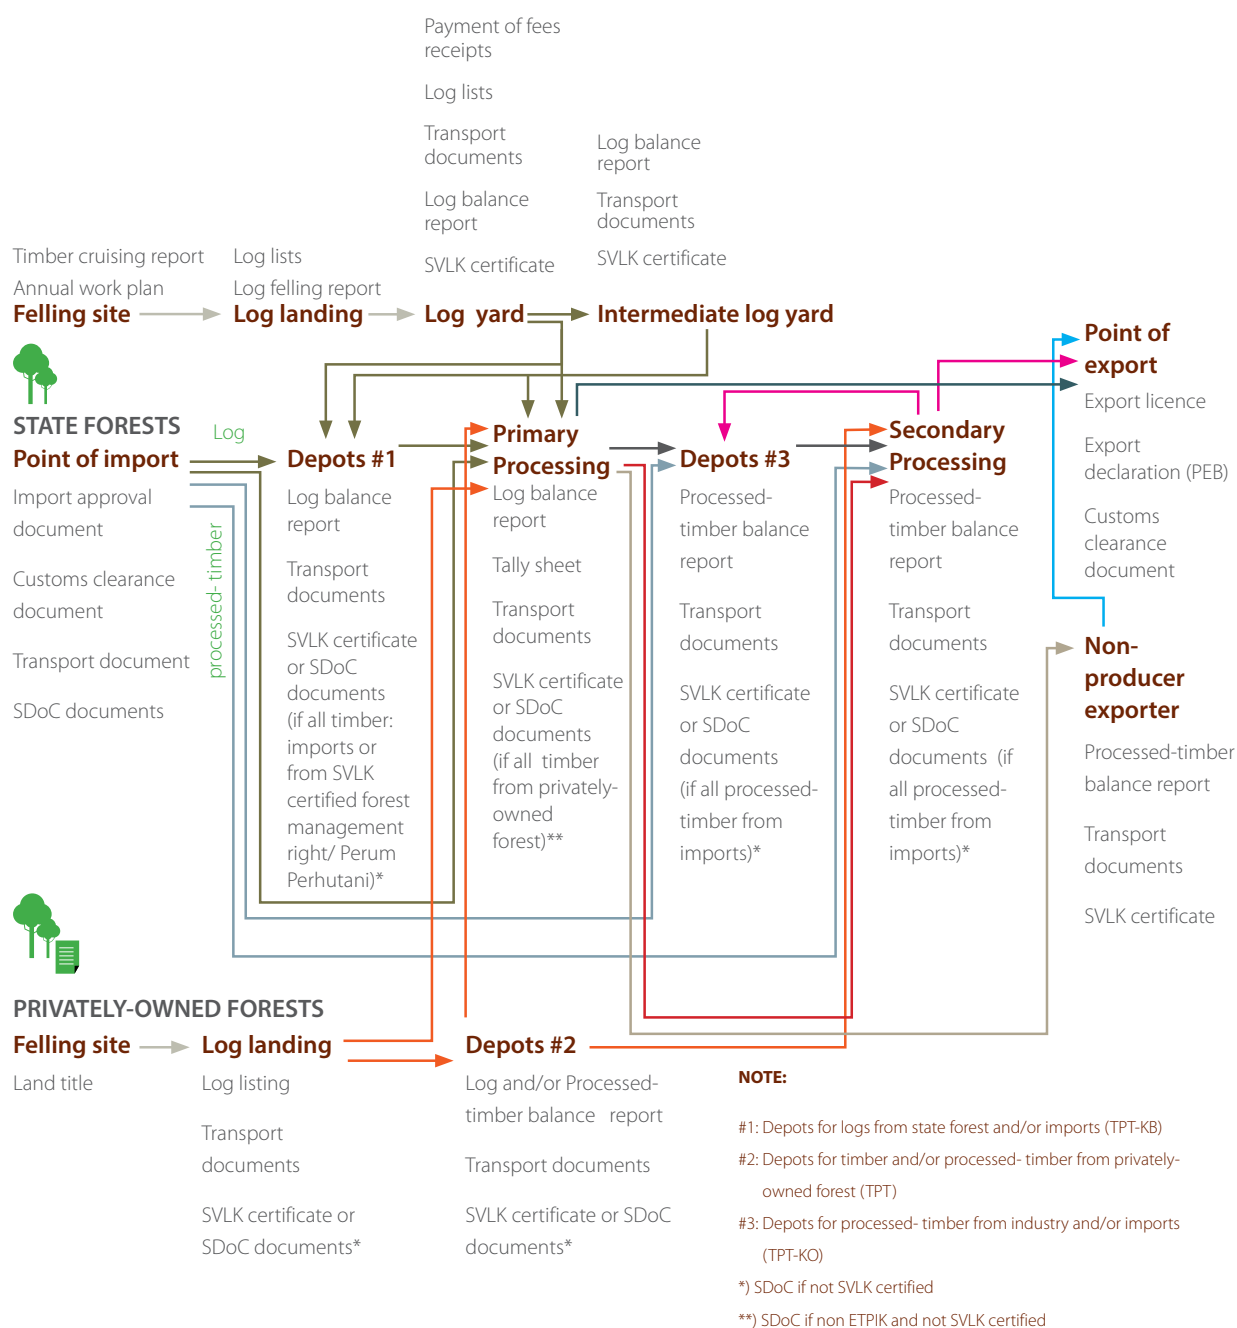 Payment of fees
receipts
Log lists
Transport
documents
Log balance
report
SVLK certificate
Log balance
report
Transport
documents
SVLK certificate
Timber cruising report
Annual work plan
Felling site
Log lists
Log felling report
Log landing
Log yard
Intermediate log yard
STATE FORESTS
Point of import
Import approval
document
Customs clearance
document
Transport document
SDoC documents
Log
processed- timber
Depots #1
Log balance
report
Transport
documents
SVLK certificate
or SDoC
documents
(if all timber:
imports or
from SVLK
certified forest
management
right/ Perum
Perhutani)*
Primary
Processing
Log balance
report
Tally sheet
Transport
documents
SVLK certificate
or SDoC
documents
(if all timber
from privately-
owned
forest)**
Depots #3
Processed-
timber balance
report
Transport
documents
SVLK certificate
or SDoC
documents
(if all processed-
timber from
imports)*
Secondary
Processing
Processed-
timber balance
report
Transport
documents
SVLK certificate
or SDoC
documents (if
all processed-
timber from
imports)*
Point of
export
Export licence
Export
declaration (PEB)
Customs
clearance
document
Non-
producer
exporter
Processed-timber
balance report
Transport
documents
SVLK certificate
PRIVATELY-OWNED FORESTS
Felling site
Land title
Log landing
Log listing
Transport
documents
SVLK certificate or
SDoC documents*
Depots #2
Log and/or Processed-
timber balance report
Transport documents
SVLK certificate or SDoC
documents*
NOTE:
#1: Depots for logs from state forest and/or imports (TPT-KB)
#2: Depots for timber and/or processed- timber from privately-
owned forest (TPT)
#3: Depots for processed- timber from industry and/or imports
(TPT-KO)
*) SDoC if not SVLK certified
**) SDoC if non ETPIK and not SVLK certified